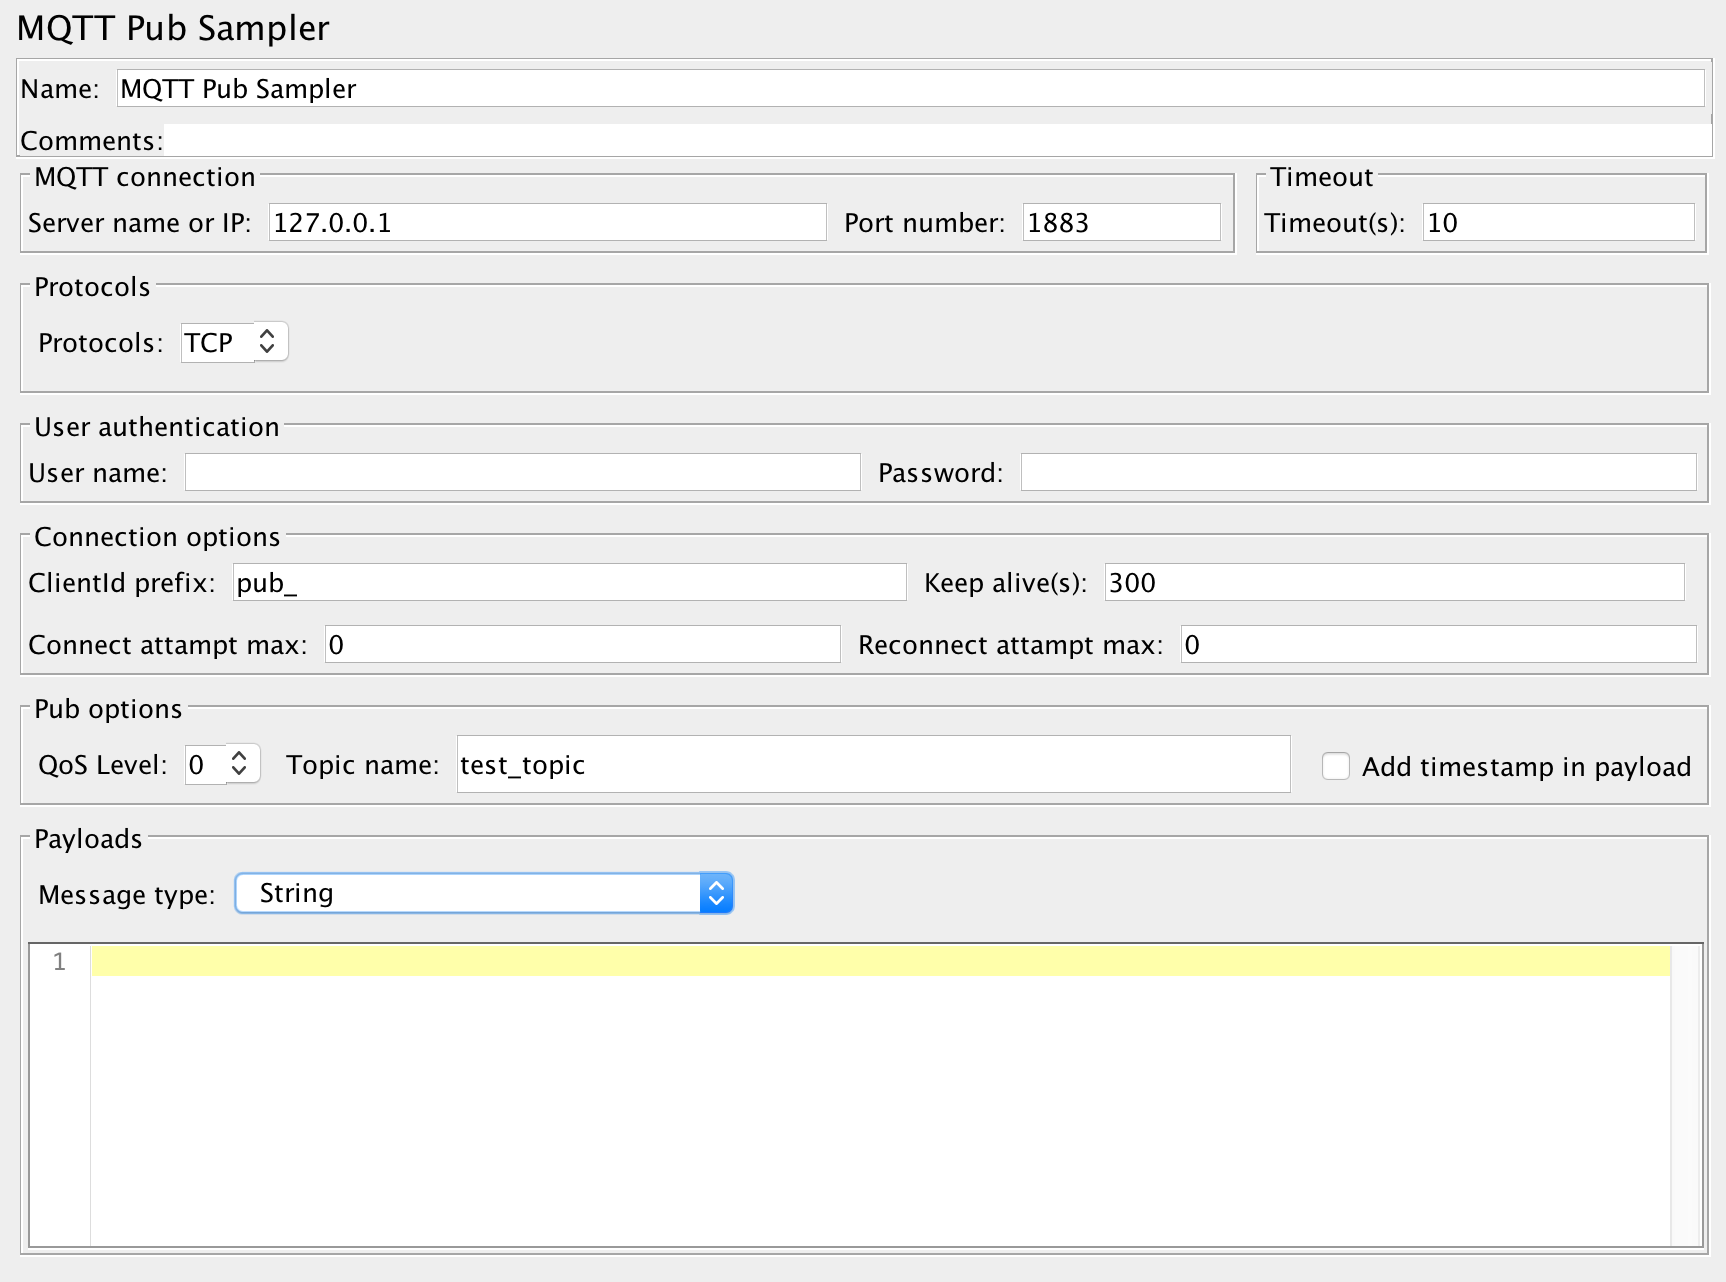 MQTT Pub Sampler
Name: MQTT Pub Sampler
Comments:
MQTT connection Timeout
Server name or IP: 127.0.0.1 Port number: 1883 Timeout(s): 10
Protocols
Protocols: TCP
User authentication
User name: Password:
Connection options
ClientId prefix: pub_ Keep alive(s): 300
Connect attampt max: 0 Reconnect attampt max: 0
Pub options
QoS Level: 0 Topic name: test_topic Add timestamp in payload
Payloads
Message type: String
1